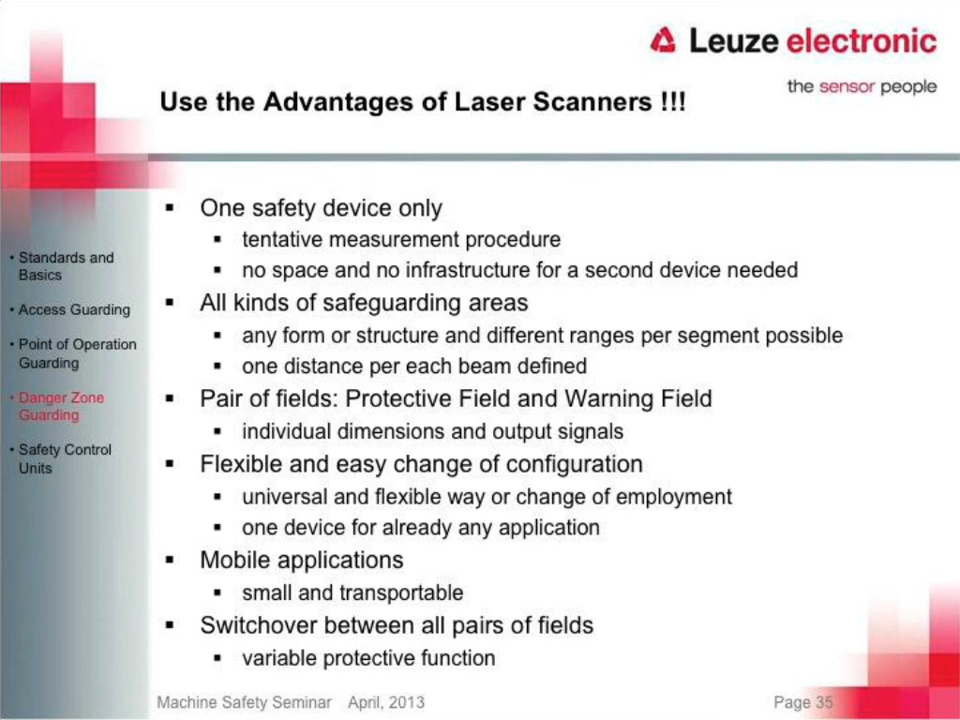 Leuze electronic
the sensor people
Use the Advantages of Laser Scanners !!!
• Standards and
Basics
• Access Guarding
• Point of Operation
Guarding
• Danger Zone
Guarding
• Safety Control
Units
▪ One safety device only
▪ tentative measurement procedure
▪ no space and no infrastructure for a second device needed
▪ All kinds of safeguarding areas
▪ any form or structure and different ranges per segment possible
▪ one distance per each beam defined
▪ Pair of fields: Protective Field and Warning Field
▪ individual dimensions and output signals
▪ Flexible and easy change of configuration
▪ universal and flexible way or change of employment
▪ one device for already any application
▪ Mobile applications
▪ small and transportable
▪ Switchover between all pairs of fields
▪ variable protective function
Machine Safety Seminar April, 2013 Page 35